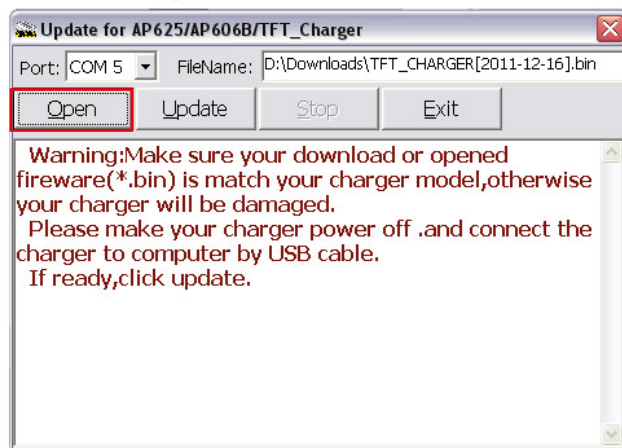 Update for AP625/AP606B/TFT_Charger
Port: COM 5 FileName: D:\Downloads\TFT_CHARGER[2011-12-16].bin
Open Update Stop Exit
Warning:Make sure your download or opened
fireware(*.bin) is match your charger model,otherwise
your charger will be damaged.
Please make your charger power off .and connect the
charger to computer by USB cable.
If ready,click update.